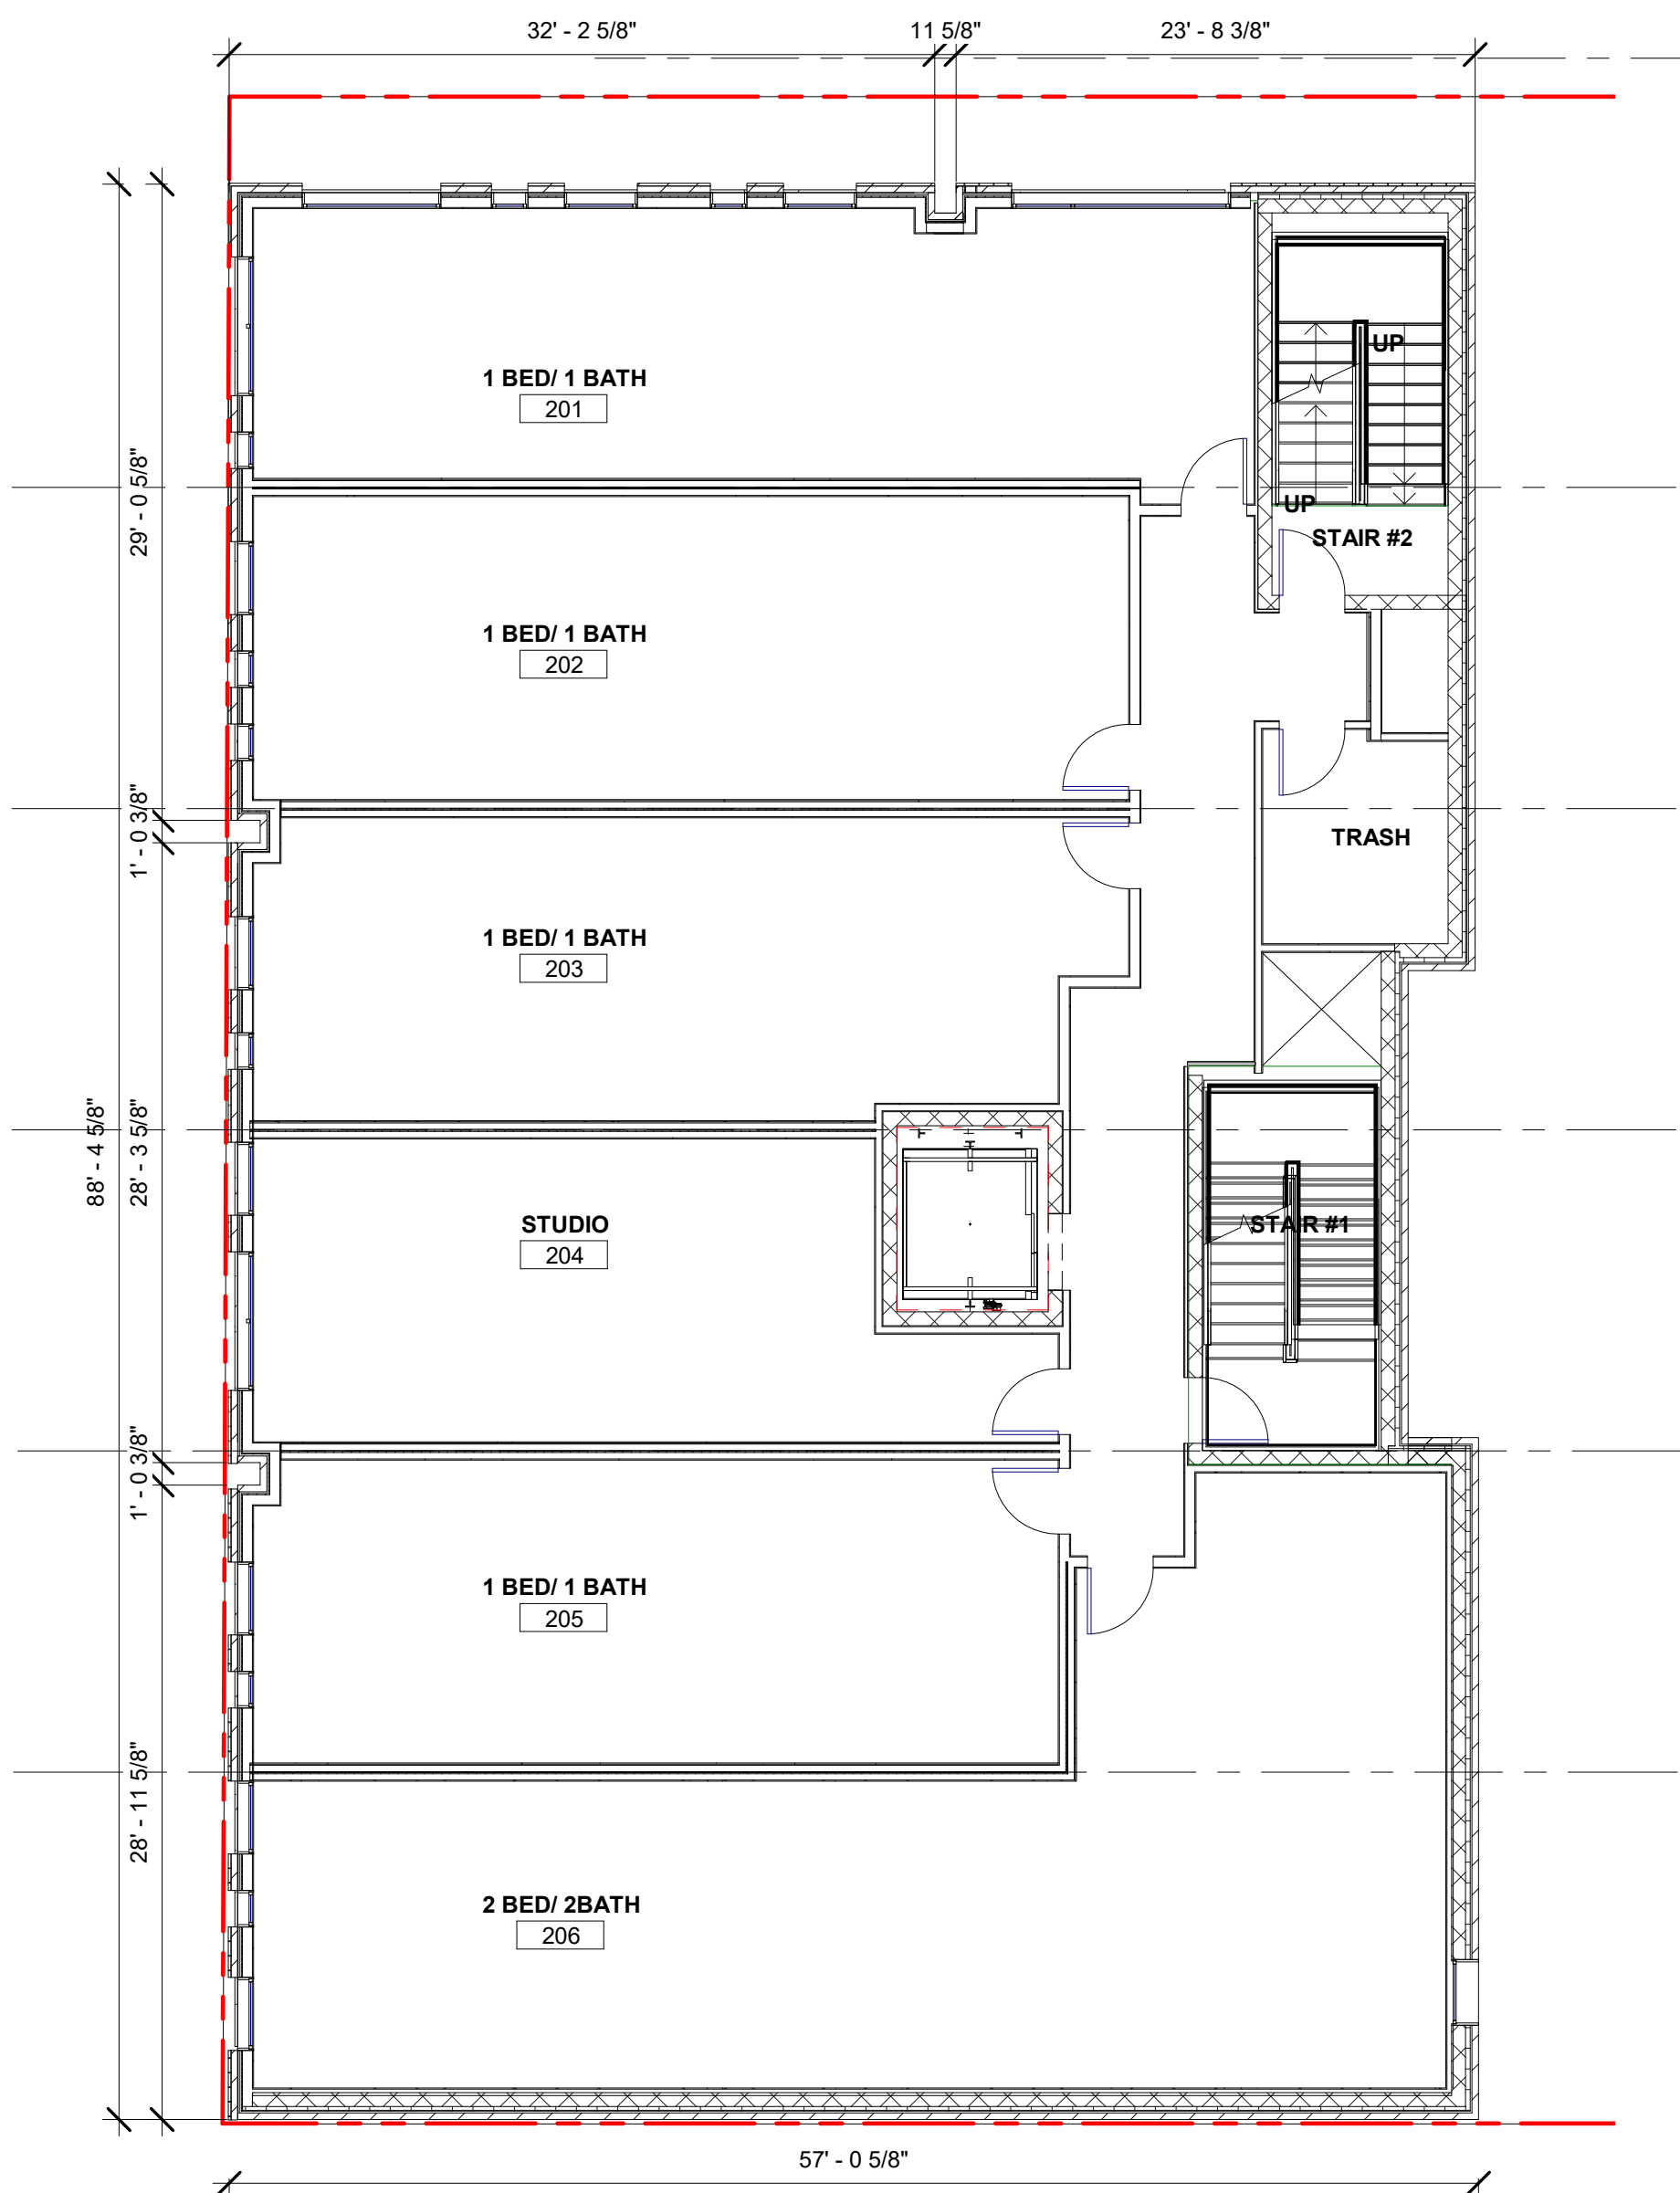 32' - 2 5/8"
11 5/8"
23' - 8 3/8"
1 BED/ 1 BATH
201
UP
UP
STAIR #2
29' - 0 5/8"
1 BED/ 1 BATH
202
1' - 0 3/8"
TRASH
1 BED/ 1 BATH
203
88' - 4 5/8"
28' - 3 5/8"
STUDIO
204
STAIR #1
1' - 0 3/8"
1 BED/ 1 BATH
205
28' - 11 5/8"
2 BED/ 2BATH
206
57' - 0 5/8"